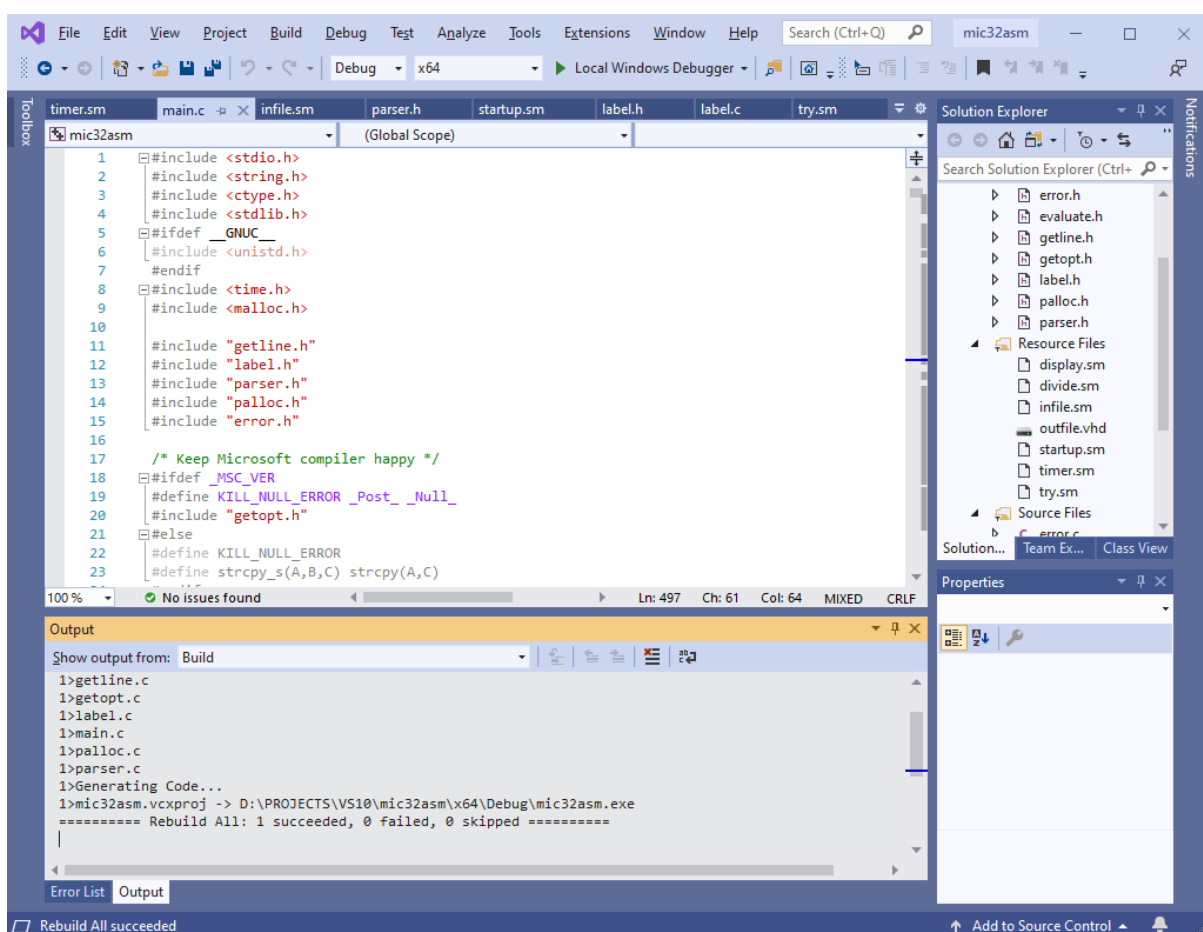 File Edit View Project Build Debug Test Analyze Tools Extensions Window Help Search (Ctrl+Q) mic32asm
Debug x64 Local Windows Debugger
Toolbox
timer.sm main.c infile.sm parser.h startup.sm label.h label.c try.sm
mic32asm (Global Scope)
1 #include <stdio.h>
2 #include <string.h>
3 #include <ctype.h>
4 #include <stdlib.h>
5 #ifdef __GNUC__
6 #include <unistd.h>
7 #endif
8 #include <time.h>
9 #include <malloc.h>
10
11 #include "getline.h"
12 #include "label.h"
13 #include "parser.h"
14 #include "palloc.h"
15 #include "error.h"
16
17 /* Keep Microsoft compiler happy */
18 #ifdef _MSC_VER
19 #define KILL_NULL_ERROR _Post_ _Null_
20 #include "getopt.h"
21 #else
22 #define KILL_NULL_ERROR
23 #define strcpy_s(A,B,C) strcpy(A,C)
100 % No issues found Ln: 497 Ch: 61 Col: 64 MIXED CRLF
Output
Show output from: Build
1>getline.c
1>getopt.c
1>label.c
1>main.c
1>palloc.c
1>parser.c
1>Generating Code...
1>mic32asm.vcxproj -> D:\PROJECTS\VS10\mic32asm\x64\Debug\mic32asm.exe
========== Rebuild All: 1 succeeded, 0 failed, 0 skipped ==========
Error List Output
Solution Explorer
Search Solution Explorer (Ctrl+
error.h
evaluate.h
getline.h
getopt.h
label.h
palloc.h
parser.h
Resource Files
display.sm
divide.sm
infile.sm
outfile.vhd
startup.sm
timer.sm
try.sm
Source Files
error.c
Solution... Team Ex... Class View
Properties
Notifications
Rebuild All succeeded Add to Source Control